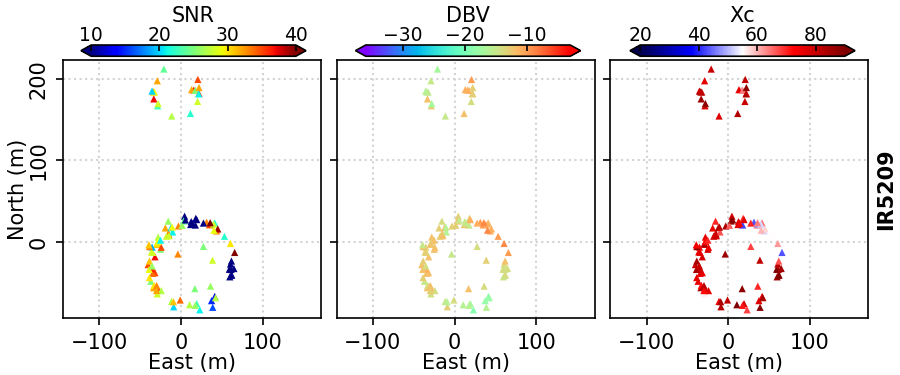 SNR DBV Xc
10 20 30 40 −30 −20 −10 20 40 60 80
200
100
0
North (m)
−100 0 100 −100 0 100 −100 0 100
East (m) East (m) East (m)
IR5209